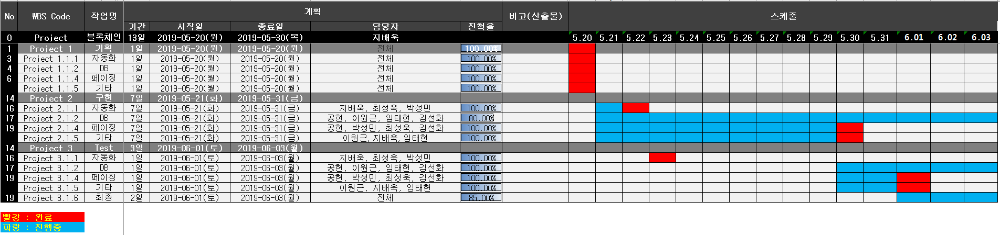 No WBS Code 작업명 계획 비고(산출물) 스케줄
기간 시작일 종료일 담당자 진척율
0 Project 블록체인 13일 2019-05-20(월) 2019-05-30(목) 지배욱 5.20 5.21 5.22 5.23 5.24 5.25 5.26 5.27 5.28 5.29 5.30 5.31 6.01 6.02 6.03
1 Project 1 기획 1일 2019-05-20(월) 2019-05-20(월) 전체 100.00%
3 Project 1.1.1 자동화 1일 2019-05-20(월) 2019-05-20(월) 전체 100.00%
4 Project 1.1.2 DB 1일 2019-05-20(월) 2019-05-20(월) 전체 100.00%
6 Project 1.1.4 페이징 1일 2019-05-20(월) 2019-05-20(월) 전체 100.00%
Project 1.1.5 기타 1일 2019-05-20(월) 2019-05-20(월) 전체 100.00%
14 Project 2 구현 7일 2019-05-21(화) 2019-05-31(금)
16 Project 2.1.1 자동화 7일 2019-05-21(화) 2019-05-31(금) 지배욱, 최성욱, 박성민 100.00%
17 Project 2.1.2 DB 7일 2019-05-21(화) 2019-05-31(금) 공현, 이원근, 임태현, 김선화 80.00%
19 Project 2.1.4 페이징 7일 2019-05-21(화) 2019-05-31(금) 공현, 박성민, 최성욱, 김선화 100.00%
Project 2.1.5 기타 7일 2019-05-21(화) 2019-05-31(금) 이원근, 지배욱, 임태현 100.00%
14 Project 3 Test 3일 2019-06-01(토) 2019-06-03(월)
16 Project 3.1.1 자동화 1일 2019-06-01(토) 2019-06-03(월) 지배욱, 최성욱, 박성민 100.00%
17 Project 3.1.2 DB 1일 2019-06-01(토) 2019-06-03(월) 공현, 이원근, 임태현, 김선화 100.00%
19 Project 3.1.4 페이징 1일 2019-06-01(토) 2019-06-03(월) 공현, 박성민, 최성욱, 김선화 100.00%
Project 3.1.5 기타 1일 2019-06-01(토) 2019-06-03(월) 이원근, 지배욱, 임태현 100.00%
19 Project 3.1.6 최종 2일 2019-06-01(토) 2019-06-03(월) 전체 85.00%
빨강 : 완료
파랑 : 진행중